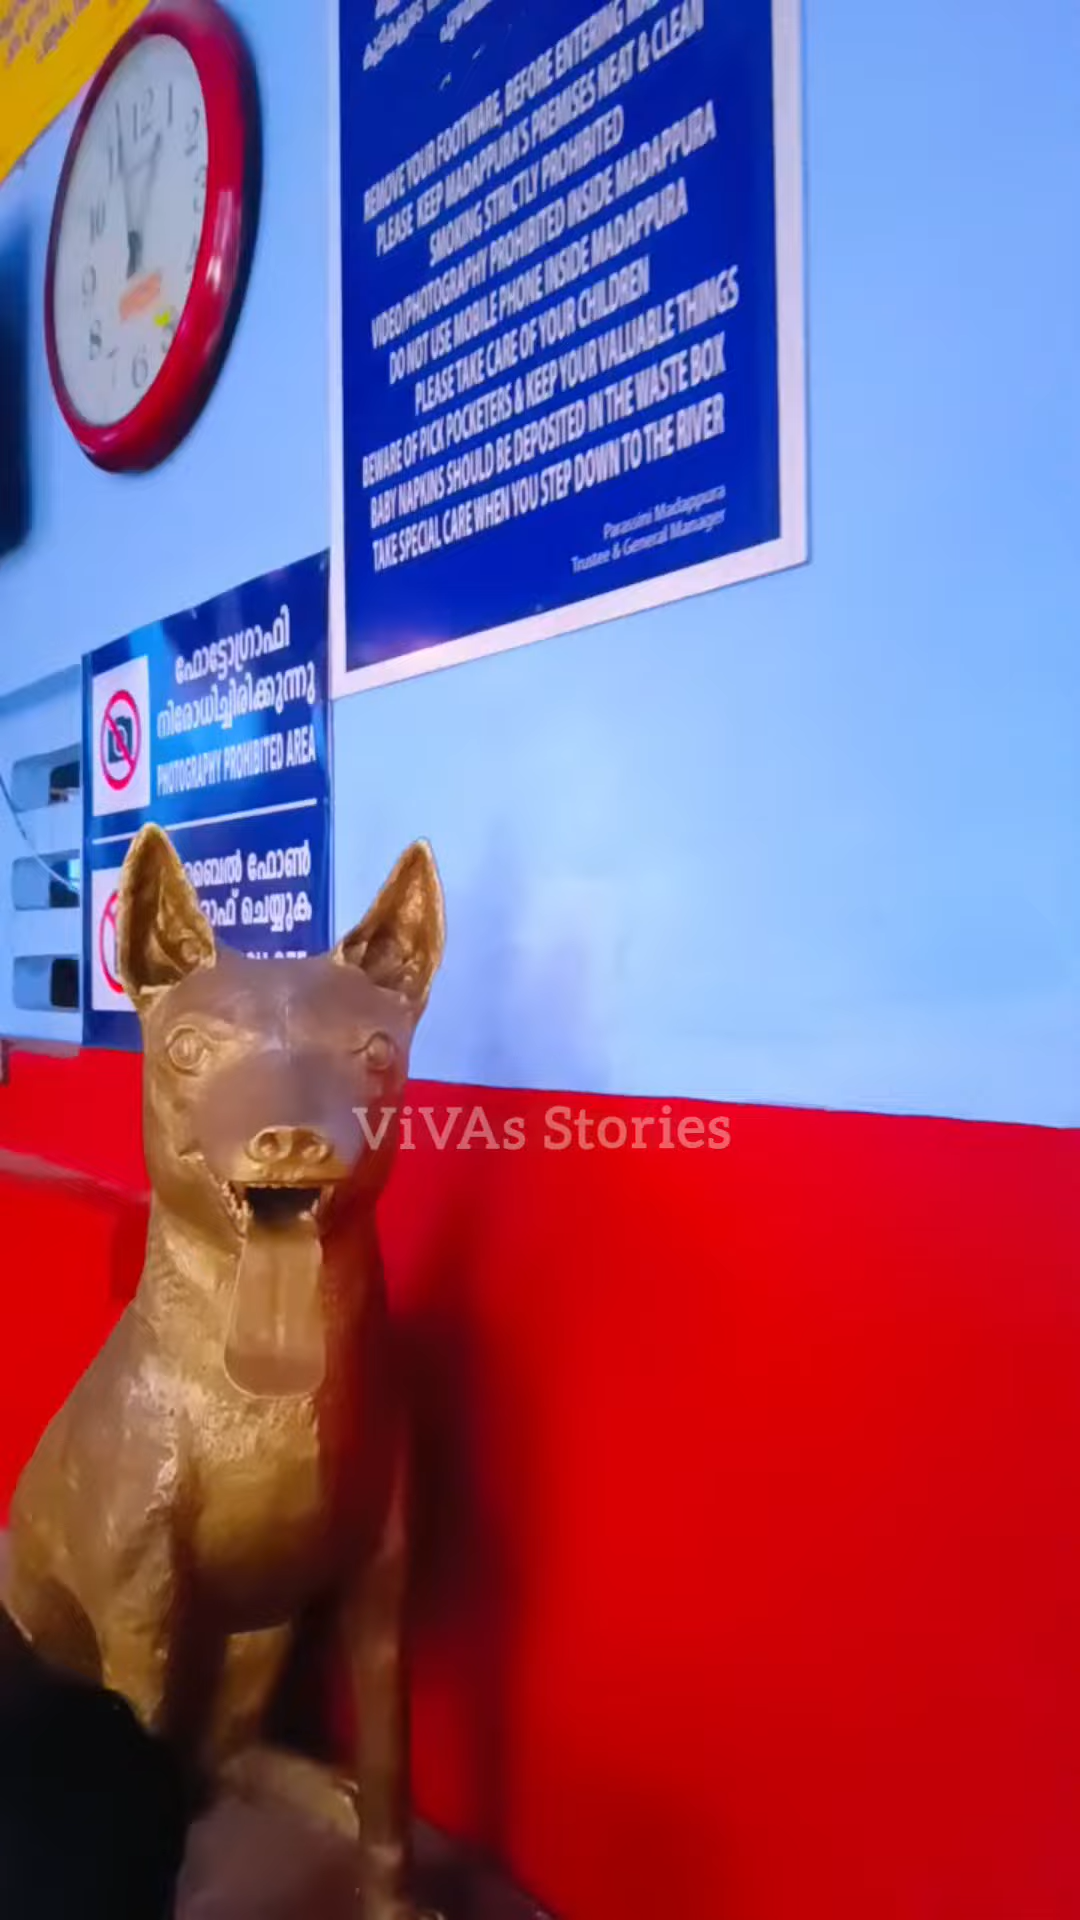 REMOVE YOUR FOOTWARE, BEFORE ENTERING
PLEASE KEEP MADAPPURA'S PREMISES NEAT & CLEAN
SMOKING STRICTLY PROHIBITED
VIDEO/PHOTOGRAPHY PROHIBITED INSIDE MADAPPURA
DO NOT USE MOBILE PHONE INSIDE MADAPPURA
PLEASE TAKE CARE OF YOUR CHILDREN
BEWARE OF PICK POCKETERS & KEEP YOUR VALUABLE THINGS
BABY NAPKINS SHOULD BE DEPOSITED IN THE WASTE BOX
TAKE SPECIAL CARE WHEN YOU STEP DOWN TO THE RIVER
Parassini Madappura
Trustee & General Manager
ഫോട്ടോഗ്രാഫി
നിരോധിച്ചിരിക്കുന്നു
PHOTOGRAPHY PROHIBITED AREA
ഫോൺ
ചെയ്യുക
ViVAs Stories